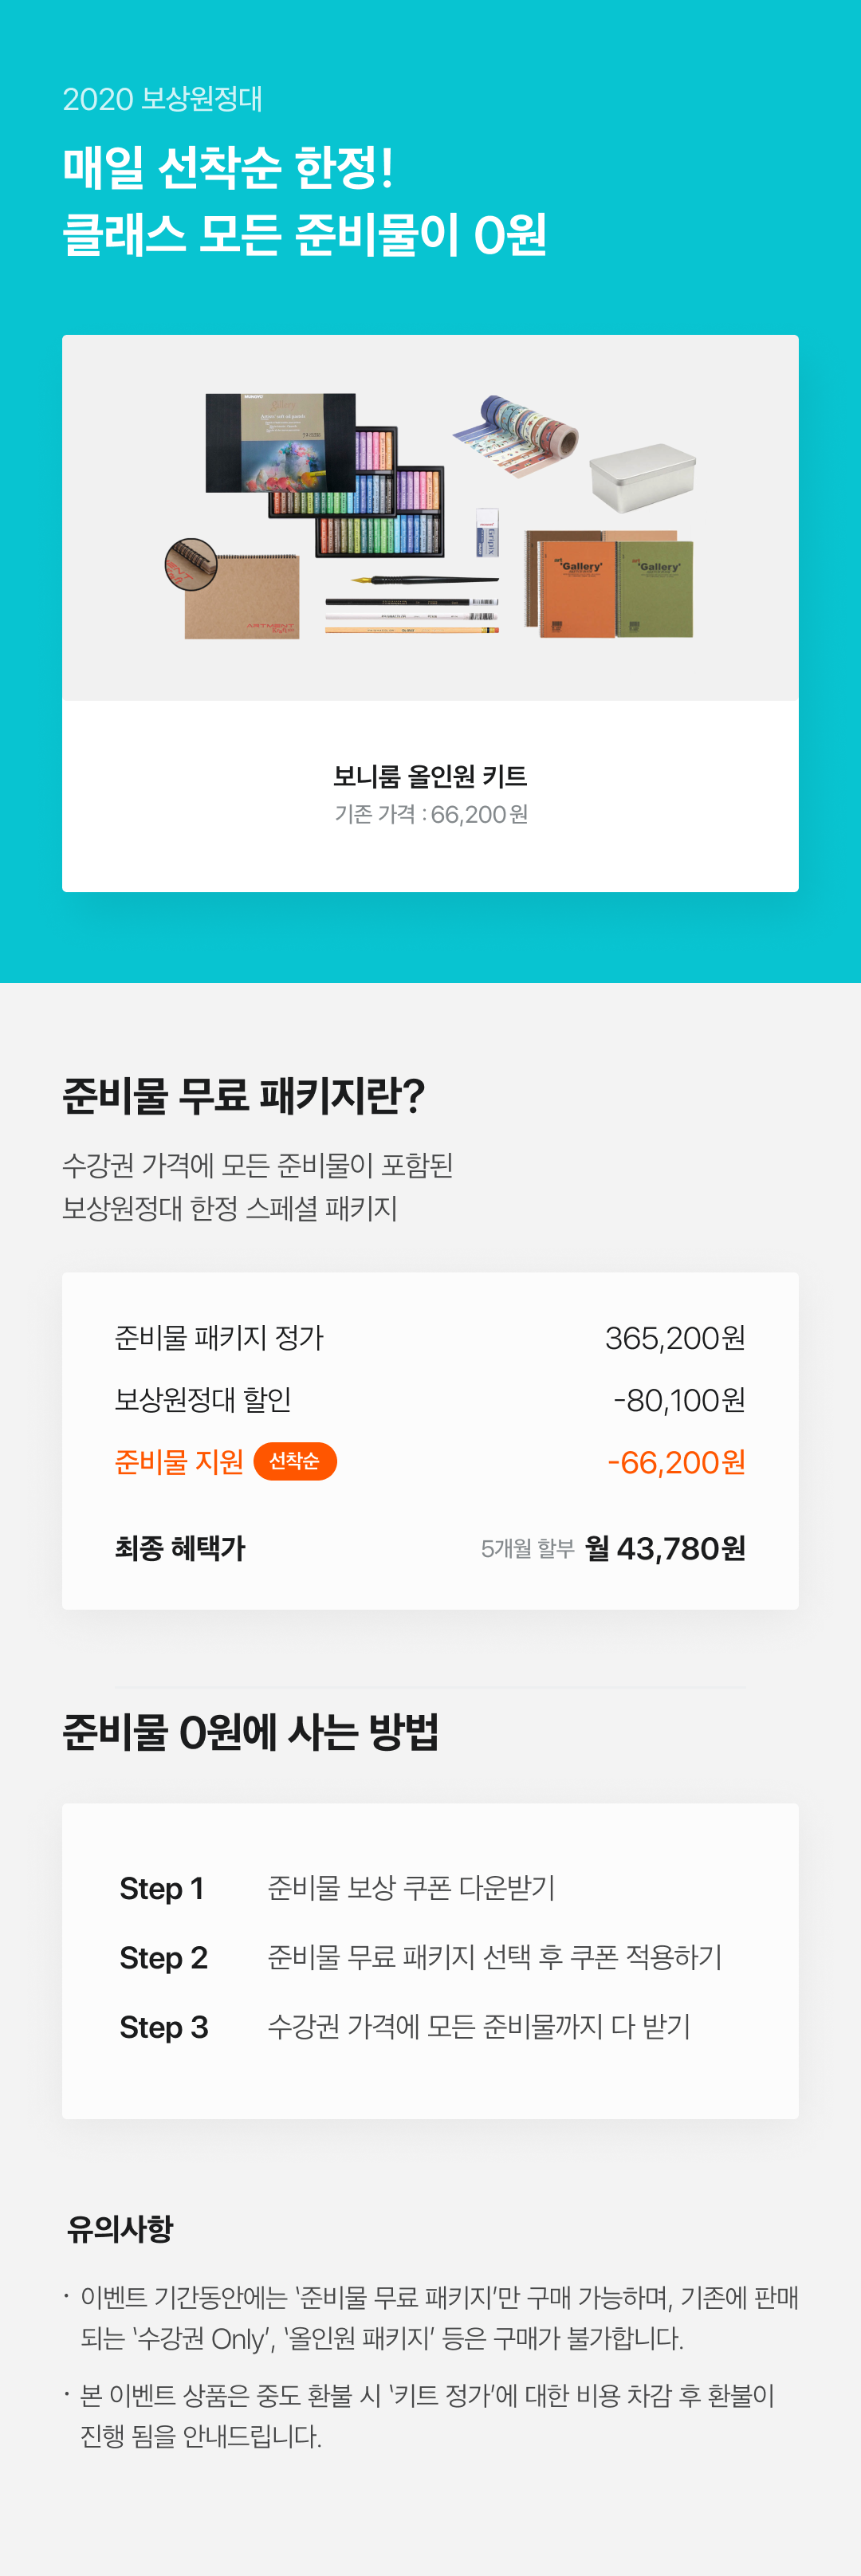 2020 보상원정대
매일 선착순 한정!
클래스 모든 준비물이 0원
Gallery
ARTMENT
art 'Gallery'
art 'Gallery'
보니룸 올인원 키트
기존 가격 : 66,200원
준비물 무료 패키지란?
수강권 가격에 모든 준비물이 포함된
보상원정대 한정 스페셜 패키지
준비물 패키지 정가 365,200원
보상원정대 할인 -80,100원
준비물 지원 선착순 -66,200원
최종 혜택가 5개월 할부 월 43,780원
준비물 0원에 사는 방법
Step 1 준비물 보상 쿠폰 다운받기
Step 2 준비물 무료 패키지 선택 후 쿠폰 적용하기
Step 3 수강권 가격에 모든 준비물까지 다 받기
유의사항
· 이벤트 기간동안에는 '준비물 무료 패키지'만 구매 가능하며, 기존에 판매
되는 '수강권 Only', '올인원 패키지' 등은 구매가 불가합니다.
· 본 이벤트 상품은 중도 환불 시 '키트 정가'에 대한 비용 차감 후 환불이
진행 됨을 안내드립니다.